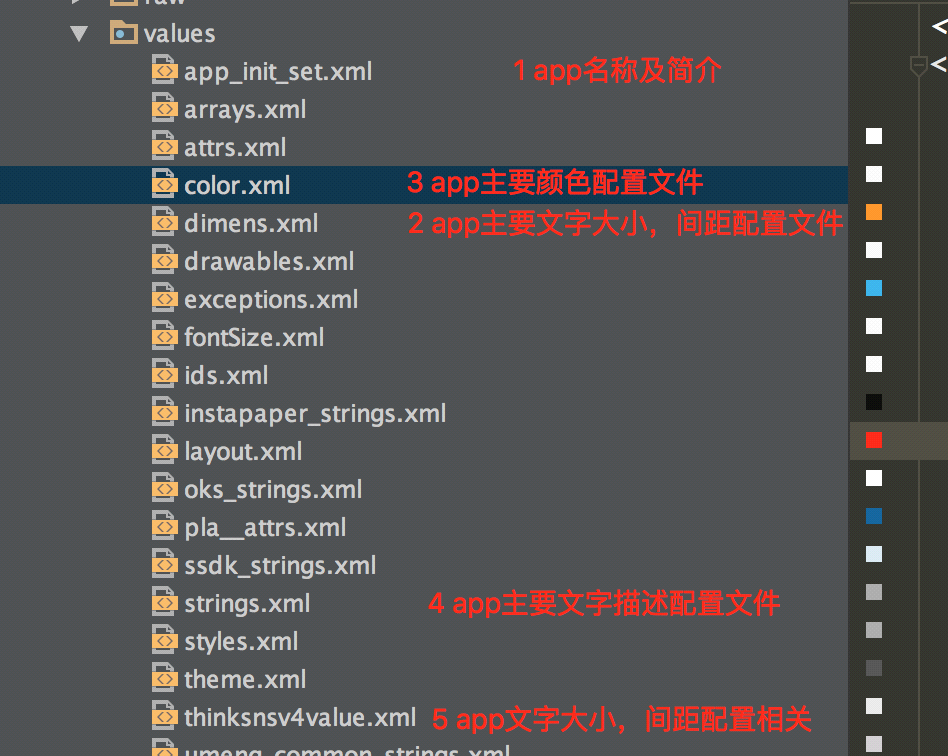 raw
values
app_init_set.xml 1 app名称及简介
arrays.xml
attrs.xml
color.xml 3 app主要颜色配置文件
dimens.xml 2 app主要文字大小，间距配置文件
drawables.xml
exceptions.xml
fontSize.xml
ids.xml
instapaper_strings.xml
layout.xml
oks_strings.xml
pla__attrs.xml
ssdk_strings.xml
strings.xml 4 app主要文字描述配置文件
styles.xml
theme.xml
thinksnsv4value.xml 5 app文字大小，间距配置相关
umeng_common_strings.xml